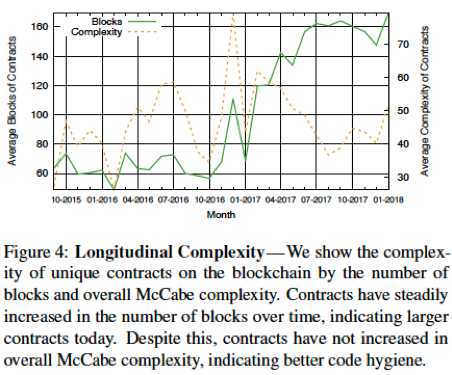 Blocks
Complexity
Average Blocks of Contracts
160
140
120
100
80
60
Average Complexity of Contracts
70
60
50
40
30
10-2015 01-2016 04-2016 07-2016 10-2016 01-2017 04-2017 07-2017 10-2017 01-2018
Month
Figure 4: Longitudinal Complexity—We show the complex-
ity of unique contracts on the blockchain by the number of
blocks and overall McCabe complexity. Contracts have steadily
increased in the number of blocks over time, indicating larger
contracts today. Despite this, contracts have not increased in
overall McCabe complexity, indicating better code hygiene.